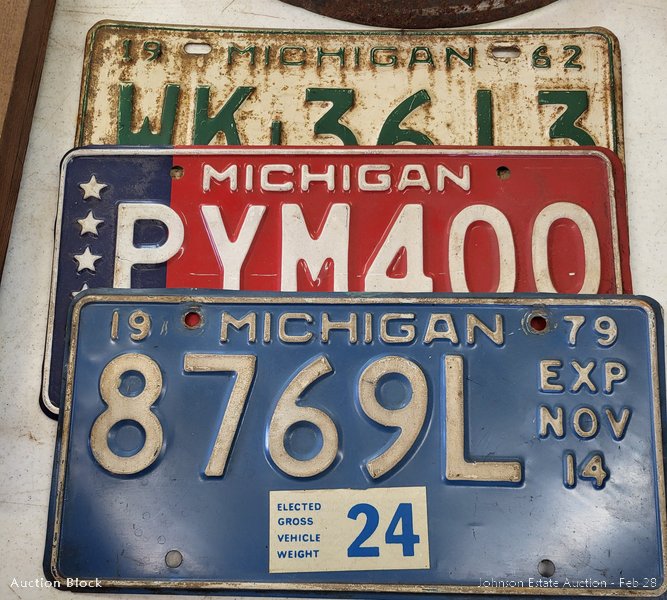 19 MICHIGAN 62
WK 3613
MICHIGAN
PYM400
19 MICHIGAN 79
8769L
EXP
NOV
14
ELECTED
GROSS
VEHICLE
WEIGHT
24
Auction Block
Johnson Estate Auction - Feb 28